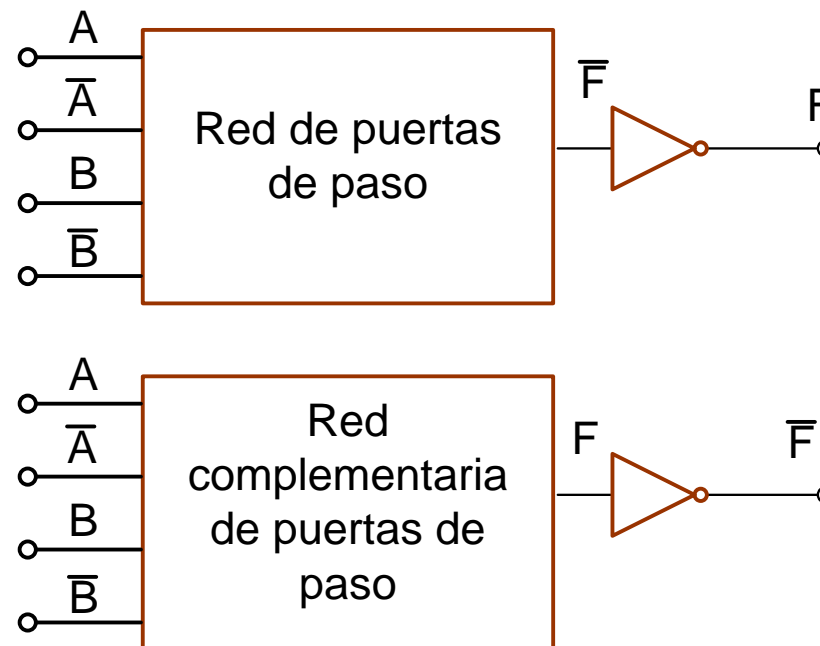 A
A̅
B
B̅
Red de puertas
de paso
F̅
F
A
A̅
B
B̅
Red
complementaria
de puertas de
paso
F
F̅